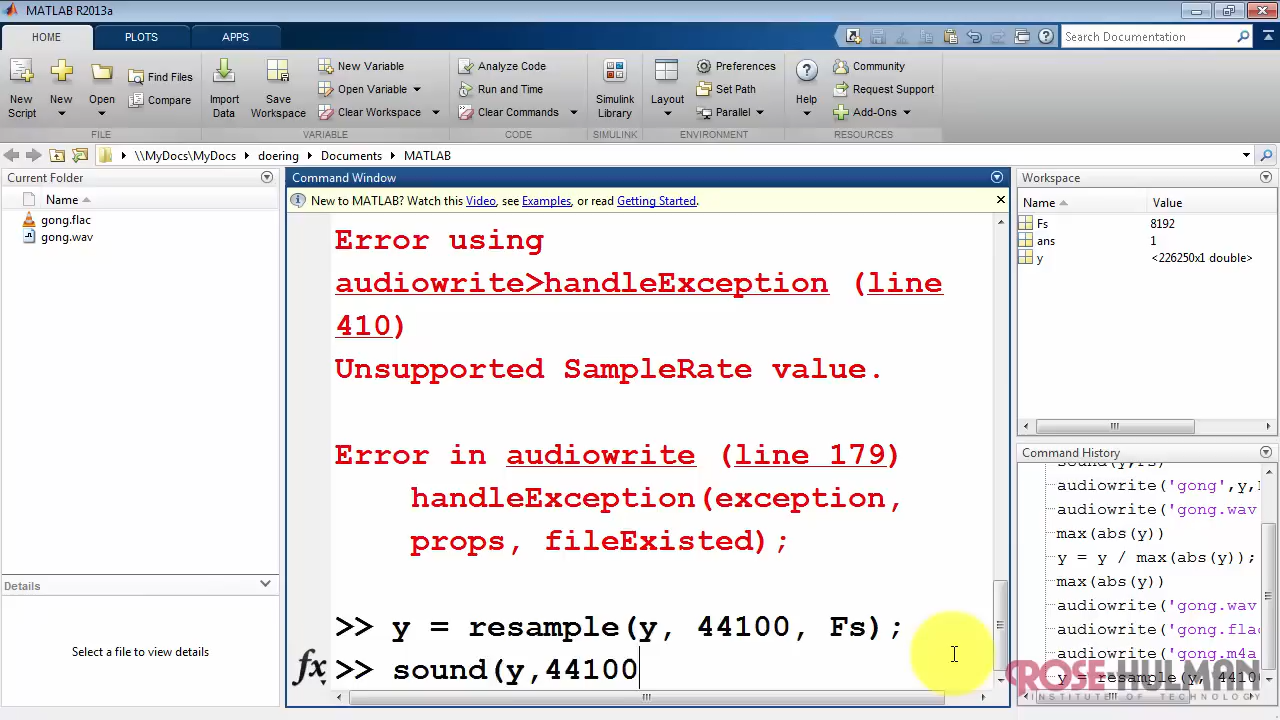 MATLAB R2013a
HOME
PLOTS
APPS
Search Documentation
New Script
New
Open
Find Files
Compare
Import Data
Save Workspace
New Variable
Open Variable
Clear Workspace
Analyze Code
Run and Time
Clear Commands
Simulink Library
Layout
Preferences
Set Path
Parallel
Help
Community
Request Support
Add-Ons
FILE
VARIABLE
CODE
SIMULINK
ENVIRONMENT
RESOURCES
\\MyDocs\MyDocs
doering
Documents
MATLAB
Current Folder
Name
gong.flac
gong.wav
Details
Select a file to view details
Command Window
New to MATLAB? Watch this Video, see Examples, or read Getting Started.
Error using
audiowrite>handleException (line
410)
Unsupported SampleRate value.
Error in audiowrite (line 179)
handleException(exception,
props, fileExisted);
>> y = resample(y, 44100, Fs);
fx >> sound(y,44100
Workspace
Name Value
Fs 8192
ans 1
y <226250x1 double>
Command History
sound(y,Fs)
audiowrite('gong',y,
audiowrite('gong.wav
max(abs(y))
y = y / max(abs(y));
max(abs(y))
audiowrite('gong.wav
audiowrite('gong.flac
audiowrite('gong.m4a
y = resample(y, 44100
ROSE-HULMAN
INSTITUTE OF TECHNOLOGY